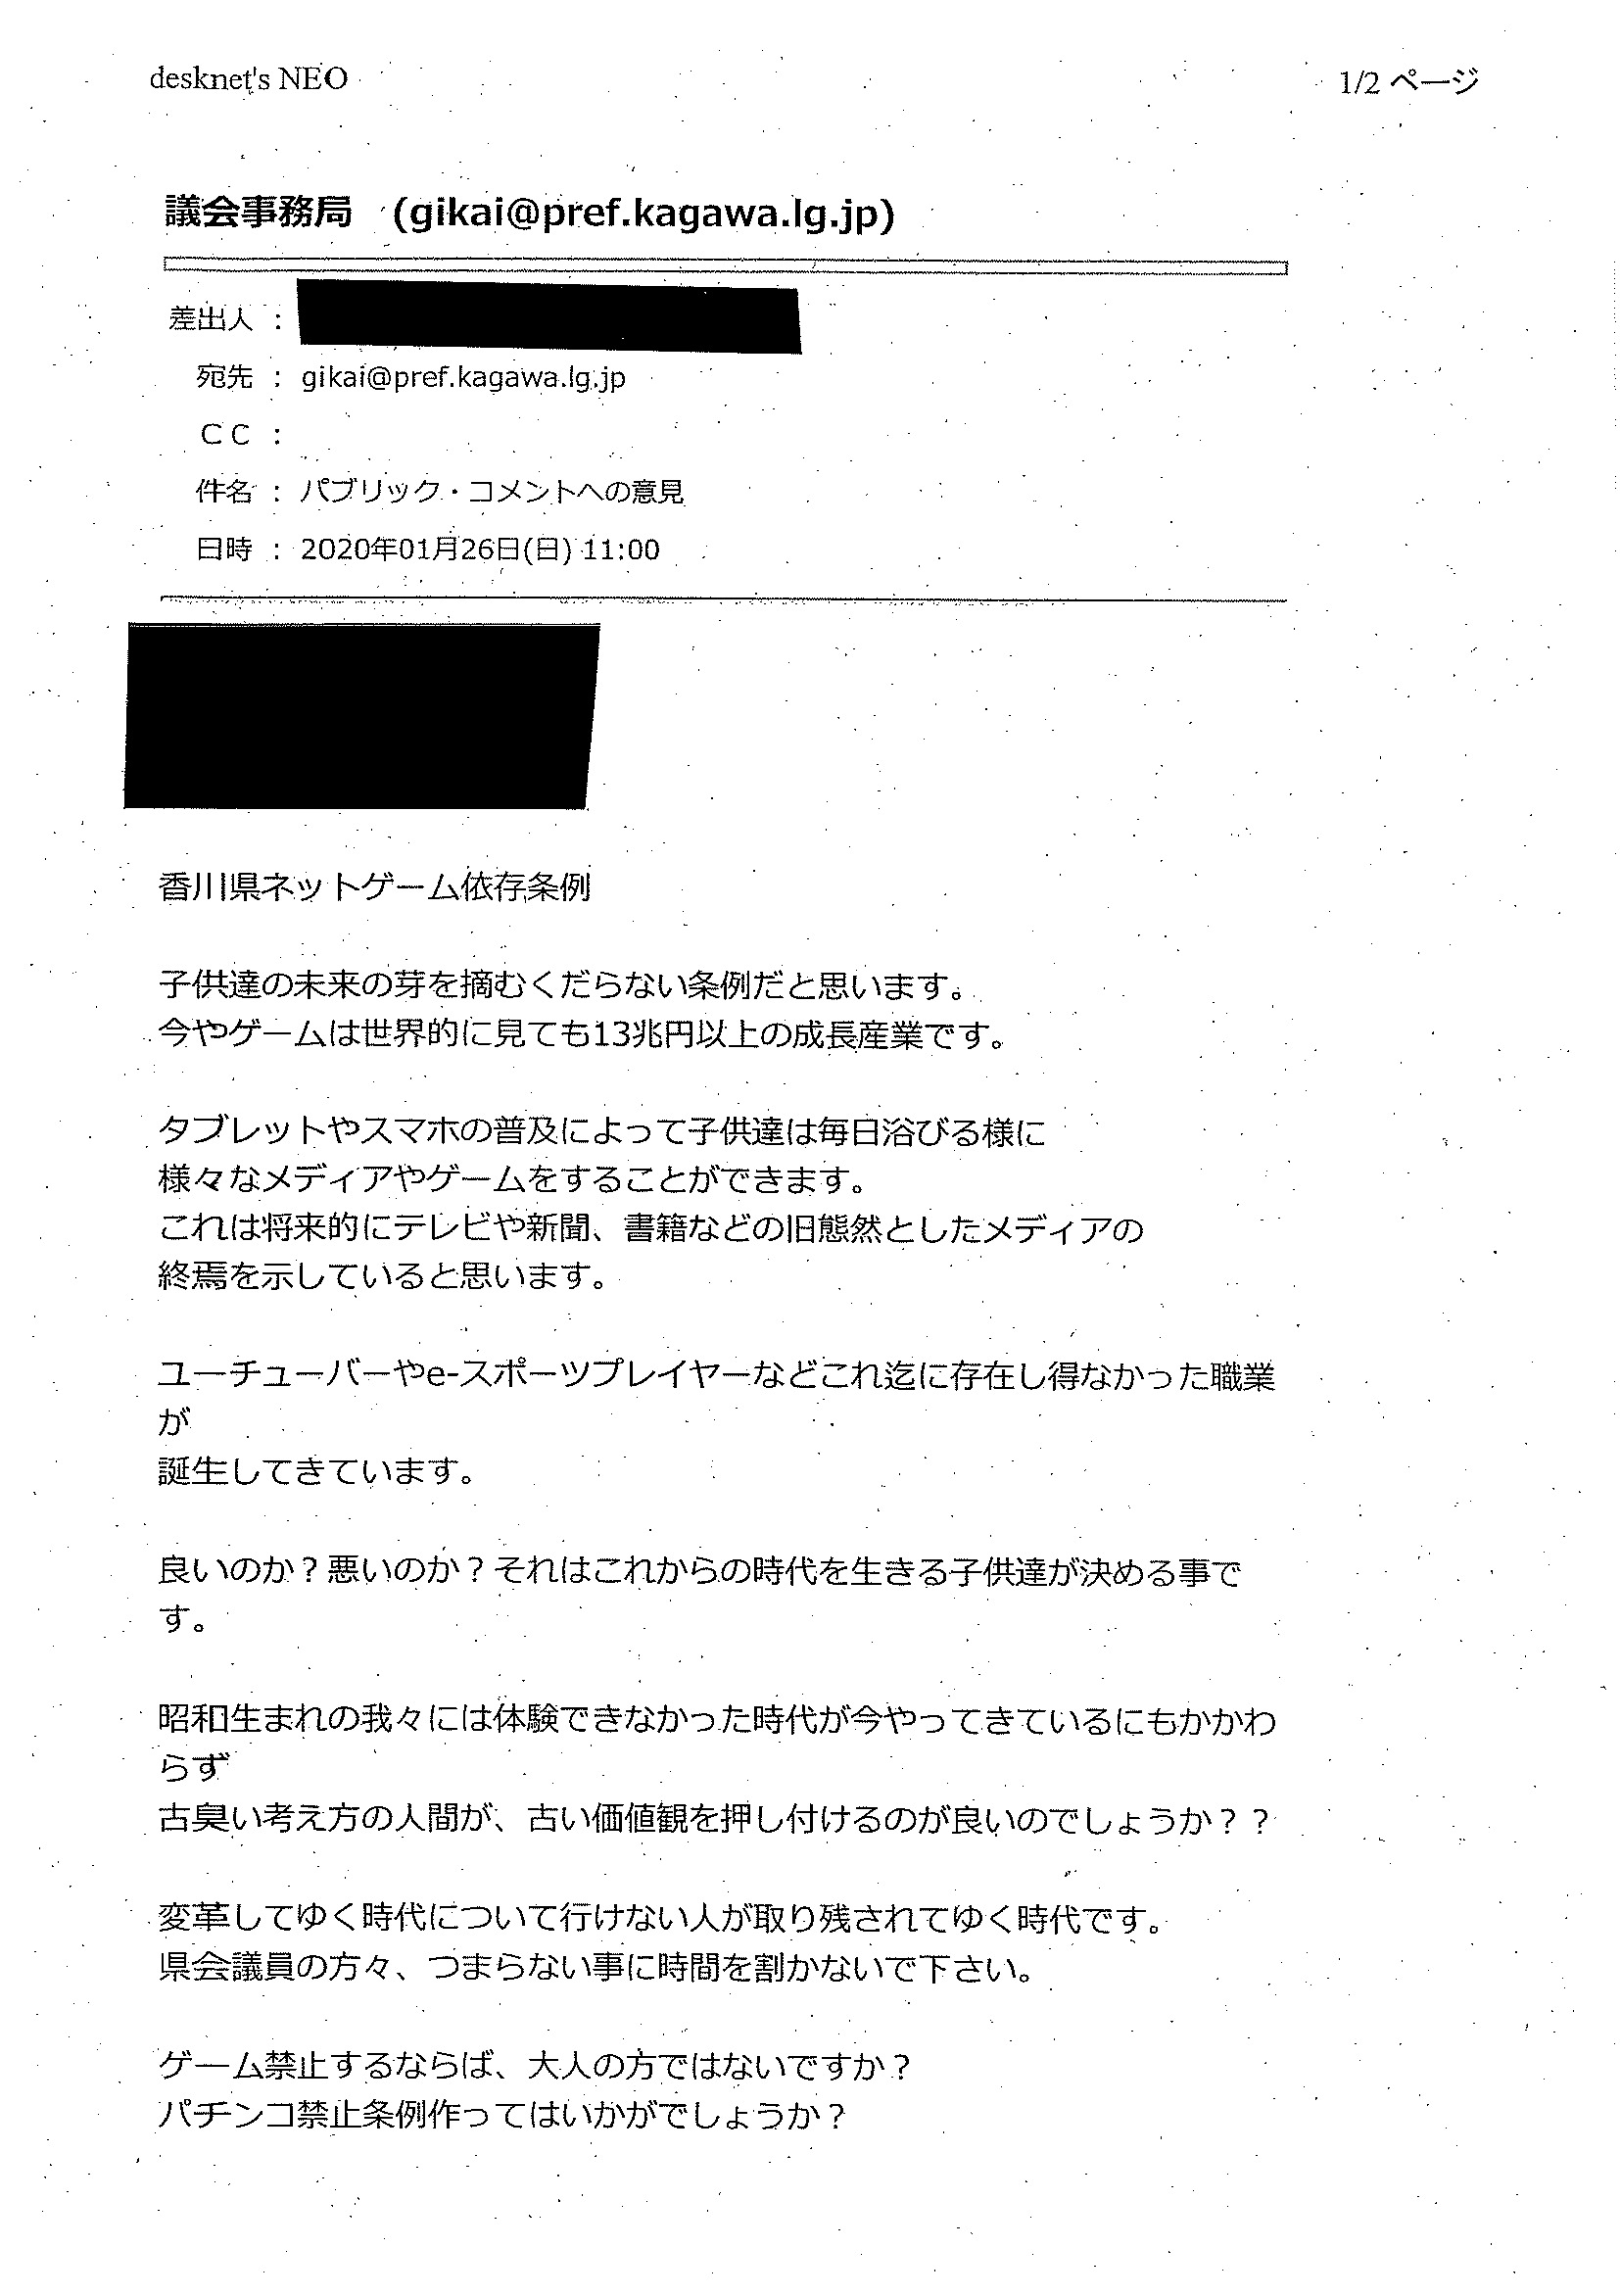 desknet's NEO
1/2 ページ
議会事務局 (gikai@pref.kagawa.lg.jp)
差出人 :
宛先 : gikai@pref.kagawa.lg.jp
CC :
件名 : パブリック・コメントへの意見
日時 : 2020年01月26日(日) 11:00
香川県ネットゲーム依存条例
子供達の未来の芽を摘むくだらない条例だと思います。
今やゲームは世界的に見ても13兆円以上の成長産業です。
タブレットやスマホの普及によって子供達は毎日浴びる様に
様々なメディアやゲームをすることができます。
これは将来的にテレビや新聞、書籍などの旧態然としたメディアの
終焉を示していると思います。
ユーチューバーやe-スポーツプレイヤーなどこれ迄に存在し得なかった職業
が
誕生してきています。
良いのか？悪いのか？それはこれからの時代を生きる子供達が決める事で
す。
昭和生まれの我々には体験できなかった時代が今やってきているにもかかわ
らず
古臭い考え方の人間が、古い価値観を押し付けるのが良いのでしょうか？？
変革してゆく時代について行けない人が取り残されてゆく時代です。
県会議員の方々、つまらない事に時間を割かないで下さい。
ゲーム禁止するならば、大人の方ではないですか？
パチンコ禁止条例作ってはいかがでしょうか？